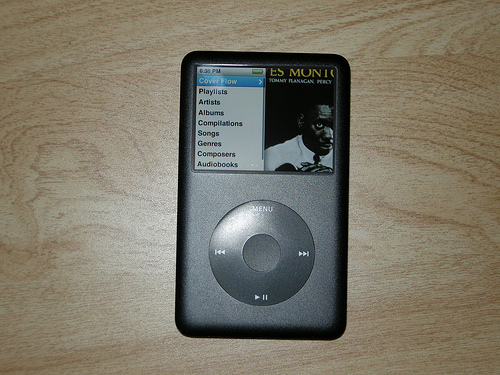 6:36 PM
Cover Flow
Playlists
Artists
Albums
Compilations
Songs
Genres
Composers
Audiobooks
ES MONT
TOMMY FLANAGAN, PERCY
MENU